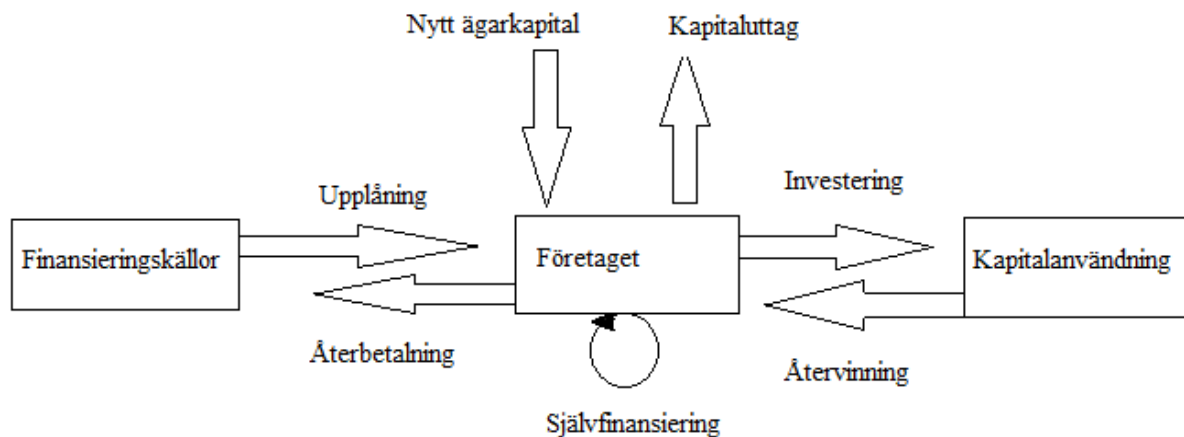 Nytt ägarkapital
Kapitaluttag
Upplåning
Investering
Finansieringskällor
Företaget
Kapitalanvändning
Återbetalning
Återvinning
Självfinansiering